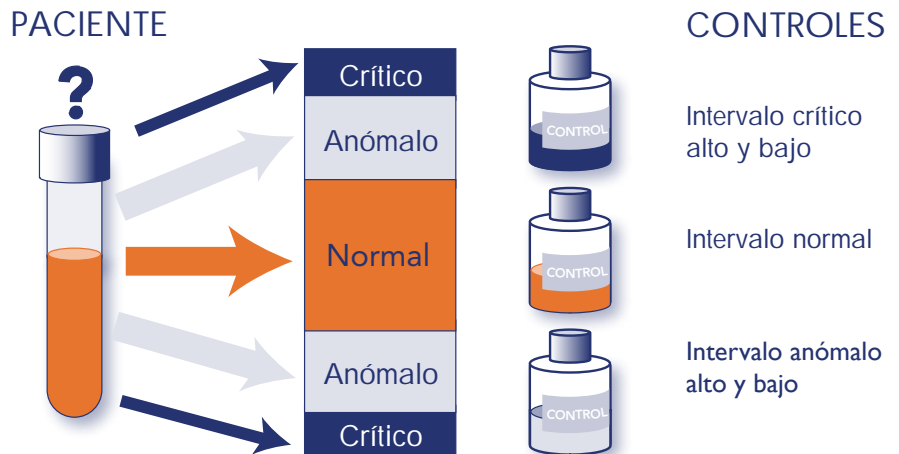 PACIENTE
?
Crítico
Anómalo
Normal
Anómalo
Crítico
CONTROLES
CONTROL
Intervalo crítico
alto y bajo
CONTROL
Intervalo normal
CONTROL
Intervalo anómalo
alto y bajo